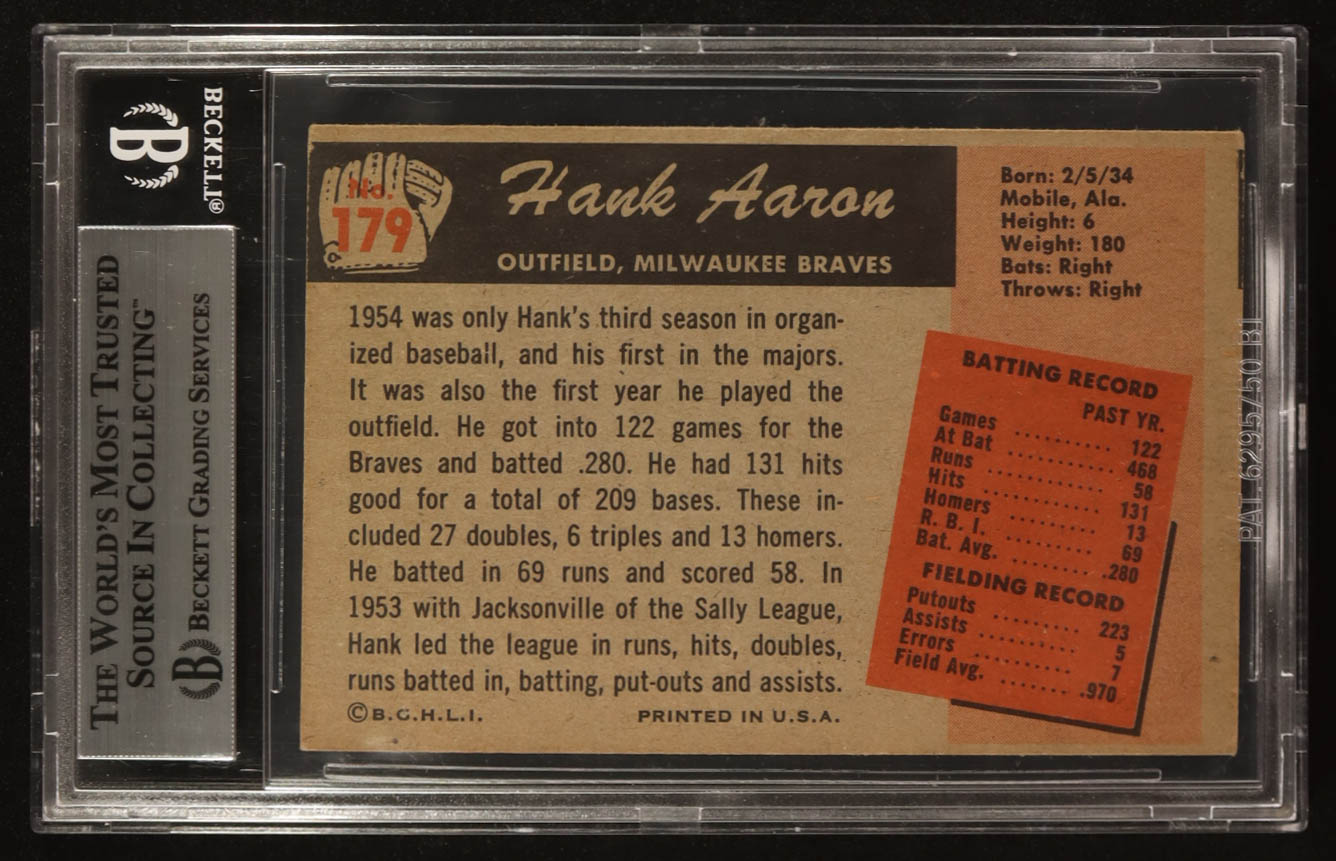 BECKETT®
B
THE WORLD'S MOST TRUSTED
SOURCE IN COLLECTING™
B BECKETT GRADING SERVICES
No.
179
Hank Aaron
OUTFIELD, MILWAUKEE BRAVES
Born: 2/5/34
Mobile, Ala.
Height: 6
Weight: 180
Bats: Right
Throws: Right
1954 was only Hank's third season in organ-
ized baseball, and his first in the majors.
It was also the first year he played the
outfield. He got into 122 games for the
Braves and batted .280. He had 131 hits
good for a total of 209 bases. These in-
cluded 27 doubles, 6 triples and 13 homers.
He batted in 69 runs and scored 58. In
1953 with Jacksonville of the Sally League,
Hank led the league in runs, hits, doubles,
runs batted in, batting, put-outs and assists.
©B.G.H.L.I. PRINTED IN U.S.A.
BATTING RECORD
PAST YR.
Games .......... 122
At Bat .......... 468
Runs .......... 58
Hits .......... 131
Homers .......... 13
R. B. I. .......... 69
Bat. Avg. .......... .280
FIELDING RECORD
Putouts .......... 223
Assists .......... 5
Errors .......... 7
Field Avg. ........ .970